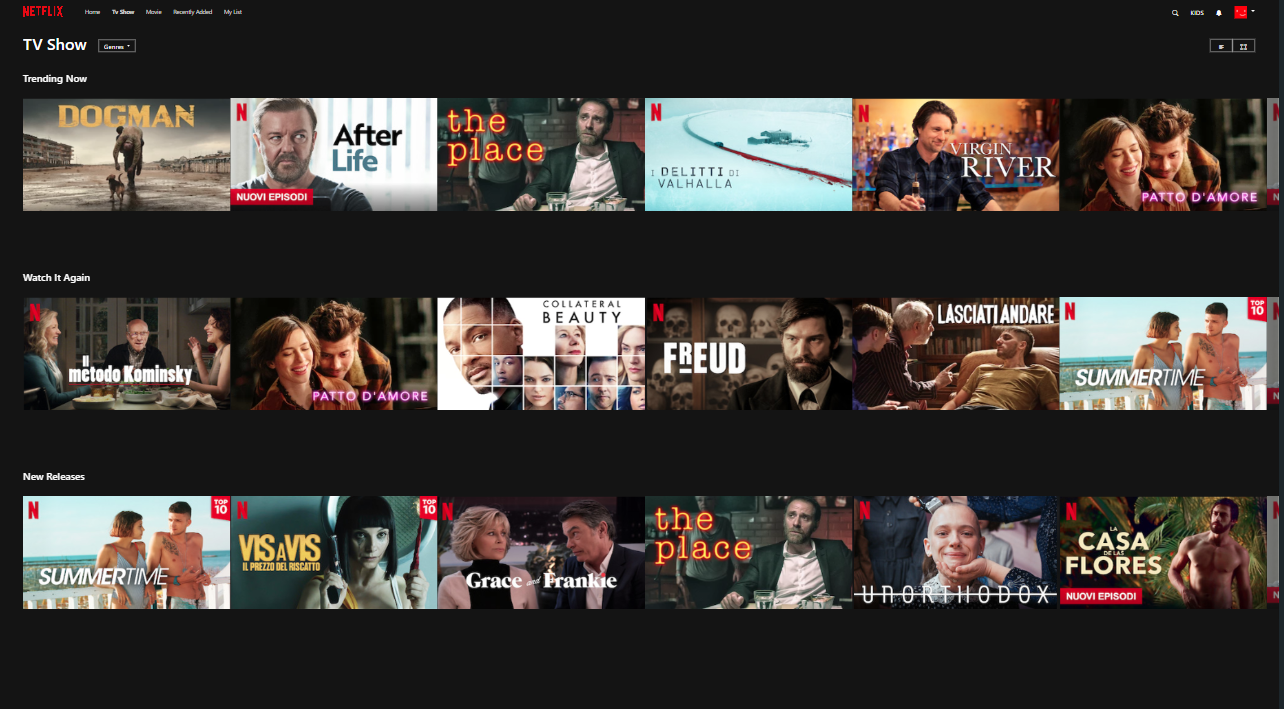 NETFLIX
Home Tv Show Movie Recently Added My List
KIDS
TV Show
Genres
Trending Now
DOGMAN
N
After
Life
NUOVI EPISODI
the
place
N
I DELITTI DI
VALHALLA
N
VIRGIN
RIVER
PATTO D'AMORE
N
N
Watch It Again
N
il
metodo Kominsky
PATTO D'AMORE
COLLATERAL
BEAUTY
N
FREUD
LASCIATI ANDARE
N
TOP
10
SUMMERTIME
N
N
New Releases
N
TOP
10
SUMMERTIME
N
TOP
10
VIS A VIS
IL PREZZO DEL RISCATTO
N
Grace and Frankie
the
place
N
UNORTHODOX
N
LA
CASA
DE LAS
FLORES
NUOVI EPISODI
N
N